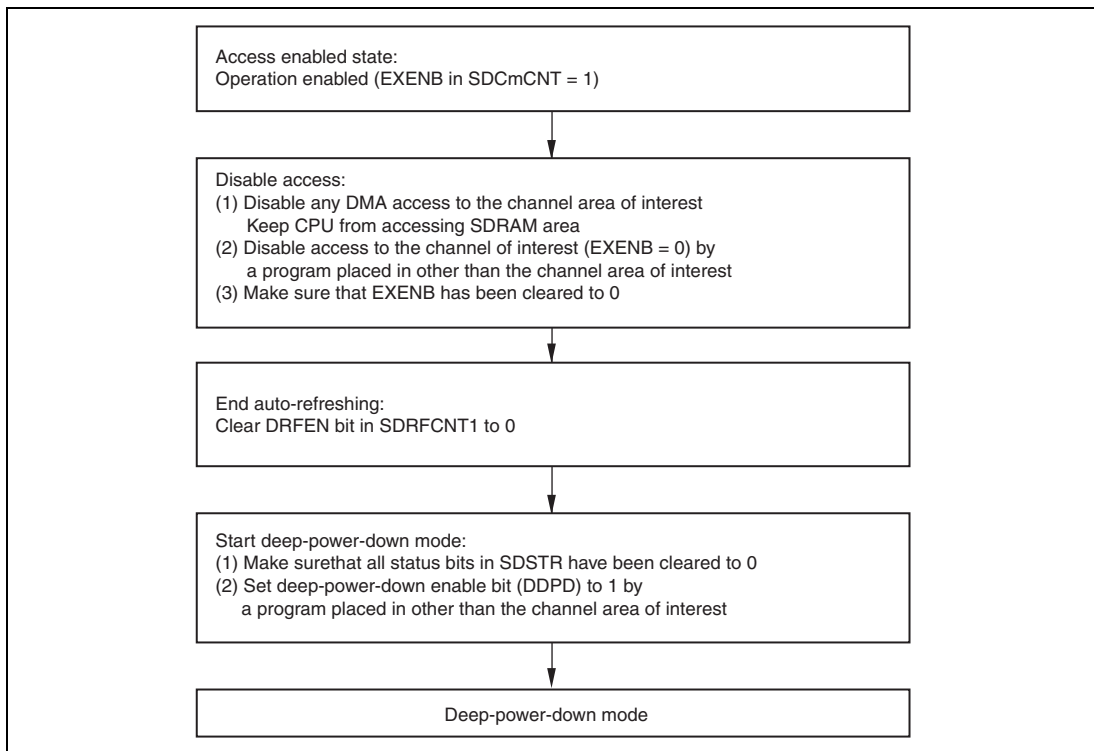 Access enabled state:
Operation enabled (EXENB in SDCmCNT = 1)
Disable access:
(1) Disable any DMA access to the channel area of interest
Keep CPU from accessing SDRAM area
(2) Disable access to the channel of interest (EXENB = 0) by
a program placed in other than the channel area of interest
(3) Make sure that EXENB has been cleared to 0
End auto-refreshing:
Clear DRFEN bit in SDRFCNT1 to 0
Start deep-power-down mode:
(1) Make surethat all status bits in SDSTR have been cleared to 0
(2) Set deep-power-down enable bit (DDPD) to 1 by
a program placed in other than the channel area of interest
Deep-power-down mode